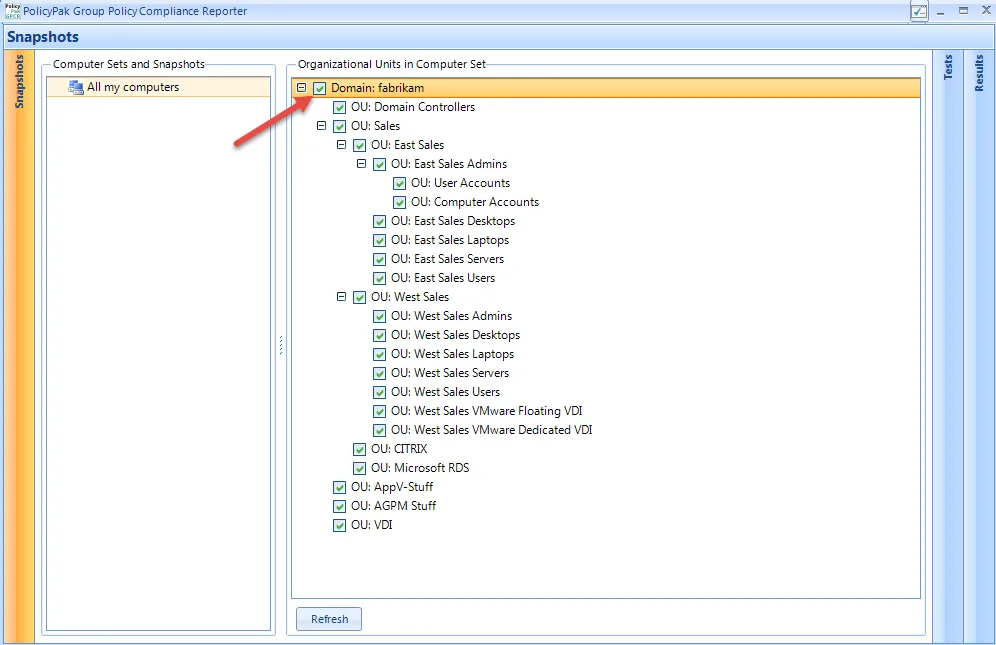 Policy Pak GPCR
PolicyPak Group Policy Compliance Reporter
Snapshots
Snapshots
Computer Sets and Snapshots
All my computers
Organizational Units in Computer Set
Domain: fabrikam
OU: Domain Controllers
OU: Sales
OU: East Sales
OU: East Sales Admins
OU: User Accounts
OU: Computer Accounts
OU: East Sales Desktops
OU: East Sales Laptops
OU: East Sales Servers
OU: East Sales Users
OU: West Sales
OU: West Sales Admins
OU: West Sales Desktops
OU: West Sales Laptops
OU: West Sales Servers
OU: West Sales Users
OU: West Sales VMware Floating VDI
OU: West Sales VMware Dedicated VDI
OU: CITRIX
OU: Microsoft RDS
OU: AppV-Stuff
OU: AGPM Stuff
OU: VDI
Refresh
Tests
Results